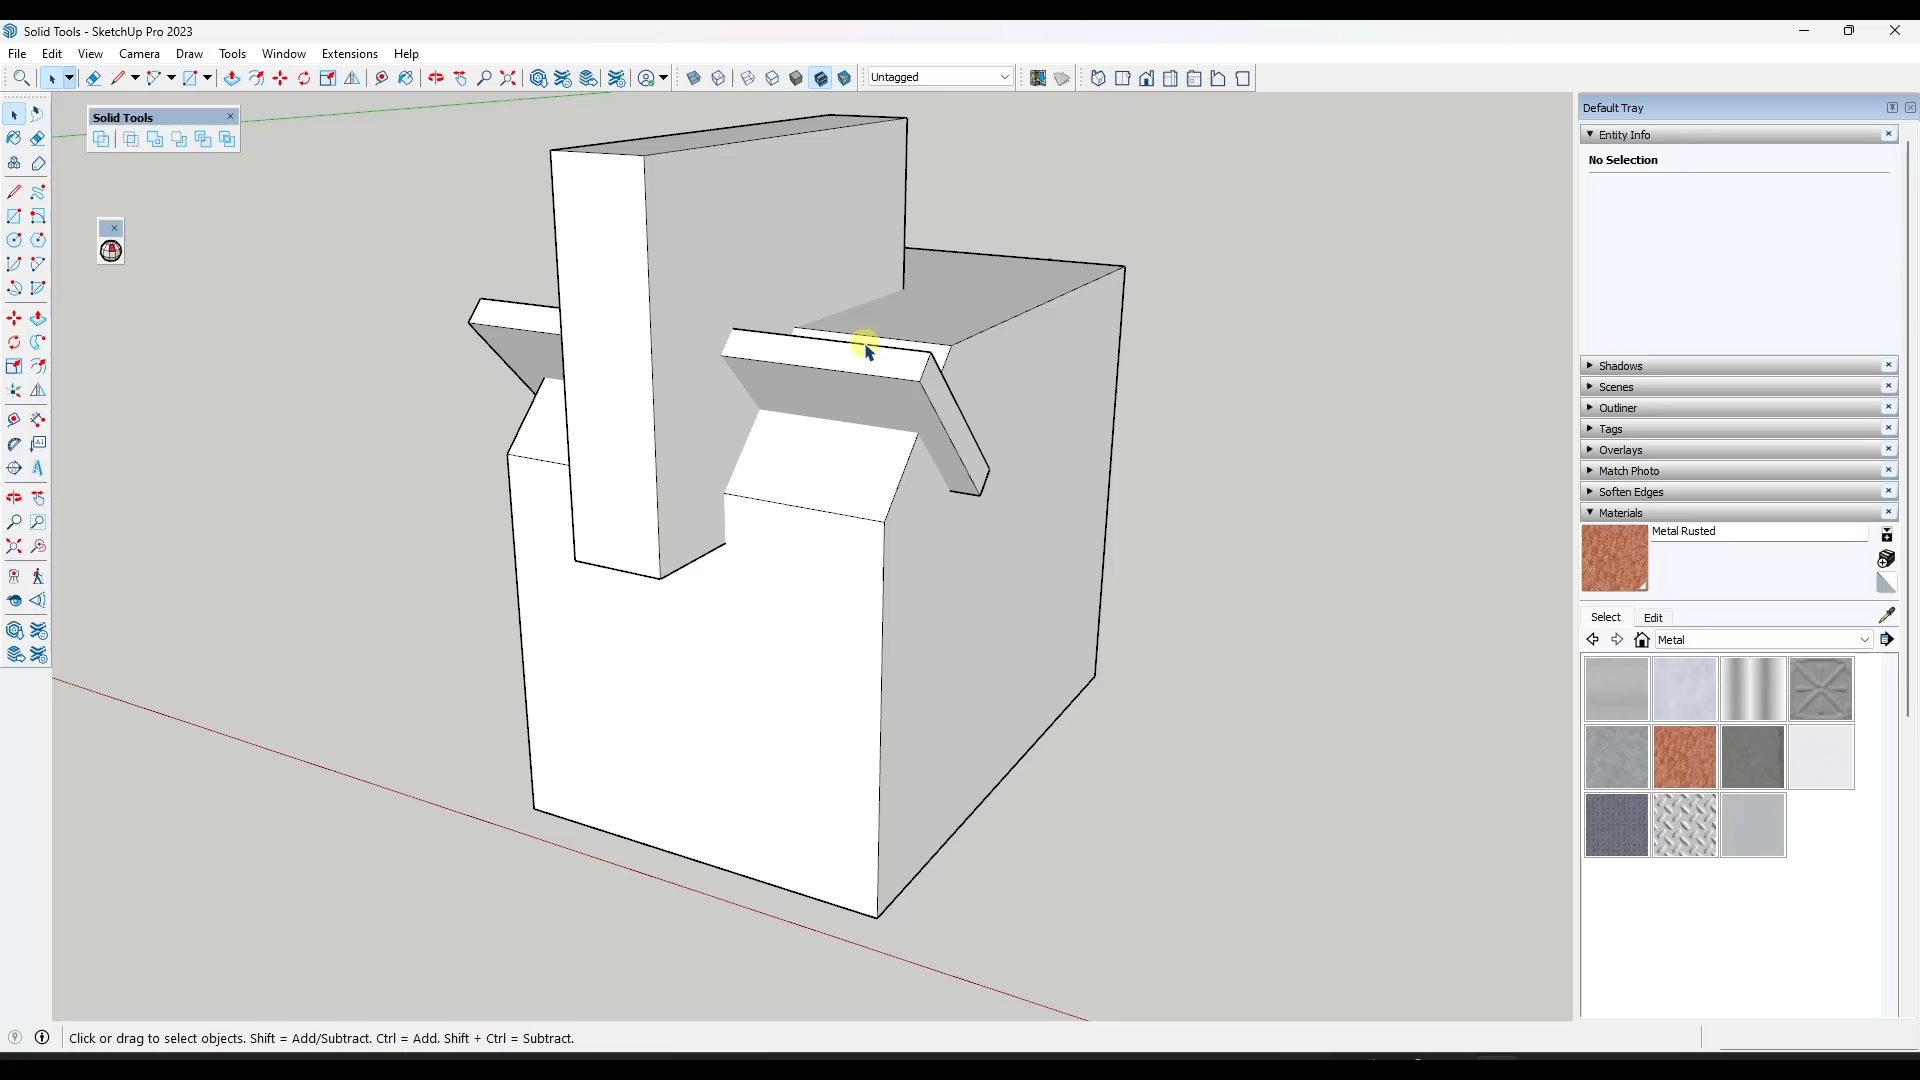 Solid Tools - SketchUp Pro 2023
File Edit View Camera Draw Tools Window Extensions Help
Untagged
Solid Tools
Default Tray
Entity Info
No Selection
Shadows
Scenes
Outliner
Tags
Overlays
Match Photo
Soften Edges
Materials
Metal Rusted
Select Edit
Metal
Click or drag to select objects. Shift = Add/Subtract. Ctrl = Add. Shift + Ctrl = Subtract.